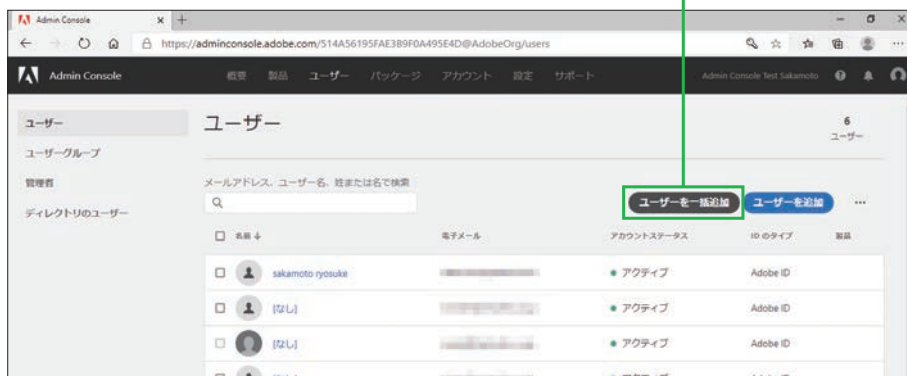 Admin Console
https://adminconsole.adobe.com/514A56195FAE3B9F0A495E4D@AdobeOrg/users
Admin Console 概要 製品 ユーザー パッケージ アカウント 設定 サポート Admin Console Test Sakamoto
ユーザー
ユーザーグループ
管理者
ディレクトリのユーザー
ユーザー
6
ユーザー
メールアドレス、ユーザー名、姓または名で検索
ユーザーを一括追加 ユーザーを追加 ...
名前 ↓ 電子メール アカウントステータス ID のタイプ 製品
sakamoto ryosuke アクティブ Adobe ID
[なし] アクティブ Adobe ID
[なし] アクティブ Adobe ID